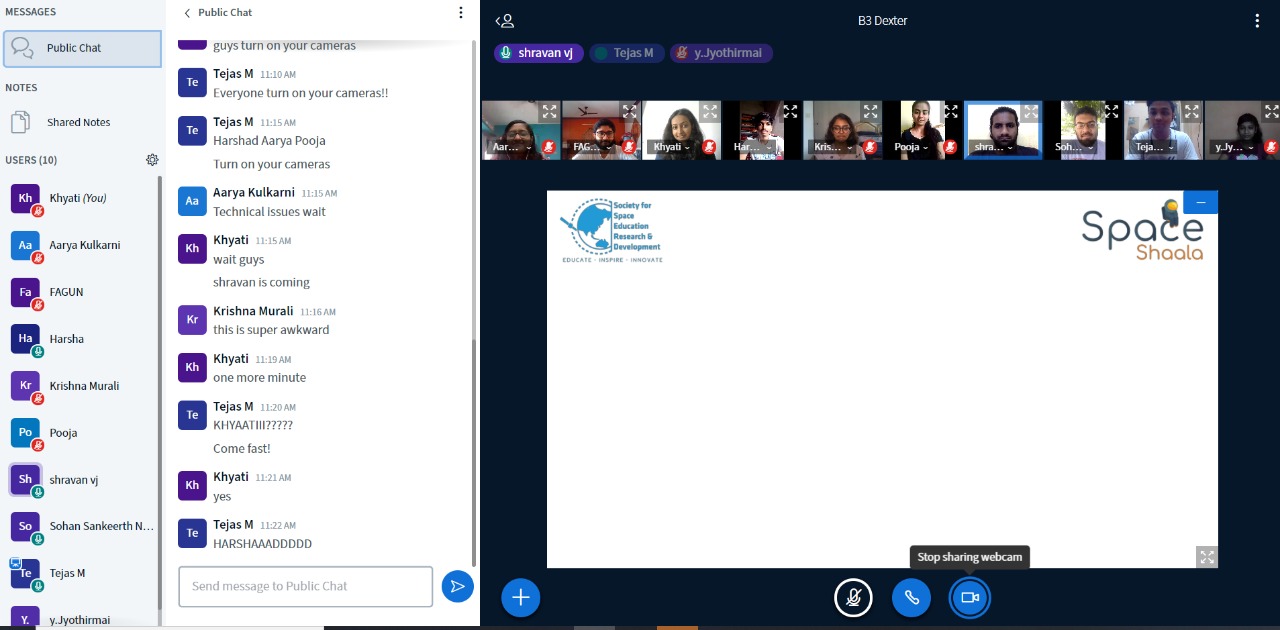 MESSAGES
Public Chat
NOTES
Shared Notes
USERS (10)
Kh
Khyati (You)
Aa
Aarya Kulkarni
Fa
FAGUN
Ha
Harsha
Kr
Krishna Murali
Po
Pooja
Sh
shravan vj
So
Sohan Sankeerth N...
Te
Tejas M
Y.
y.Jyothirmai
Public Chat
guys turn on your cameras
Te
Tejas M 11:10 AM
Everyone turn on your cameras!!
Te
Tejas M 11:15 AM
Harshad Aarya Pooja
Turn on your cameras
Aa
Aarya Kulkarni 11:15 AM
Technical issues wait
Kh
Khyati 11:15 AM
wait guys
shravan is coming
Kr
Krishna Murali 11:16 AM
this is super awkward
Kh
Khyati 11:19 AM
one more minute
Te
Tejas M 11:20 AM
KHYAATIII?????
Come fast!
Kh
Khyati 11:21 AM
yes
Te
Tejas M 11:22 AM
HARSHAAADDDDD
Send message to Public Chat
B3 Dexter
shravan vj
Tejas M
y.Jyothirmai
Aar...
FAG...
Khyati
Har...
Kris...
Pooja
shra...
Soh...
Teja...
y.Jy...
Society for
Space
Education
Research &
Development
EDUCATE · INSPIRE · INNOVATE
Space
Shaala
Stop sharing webcam